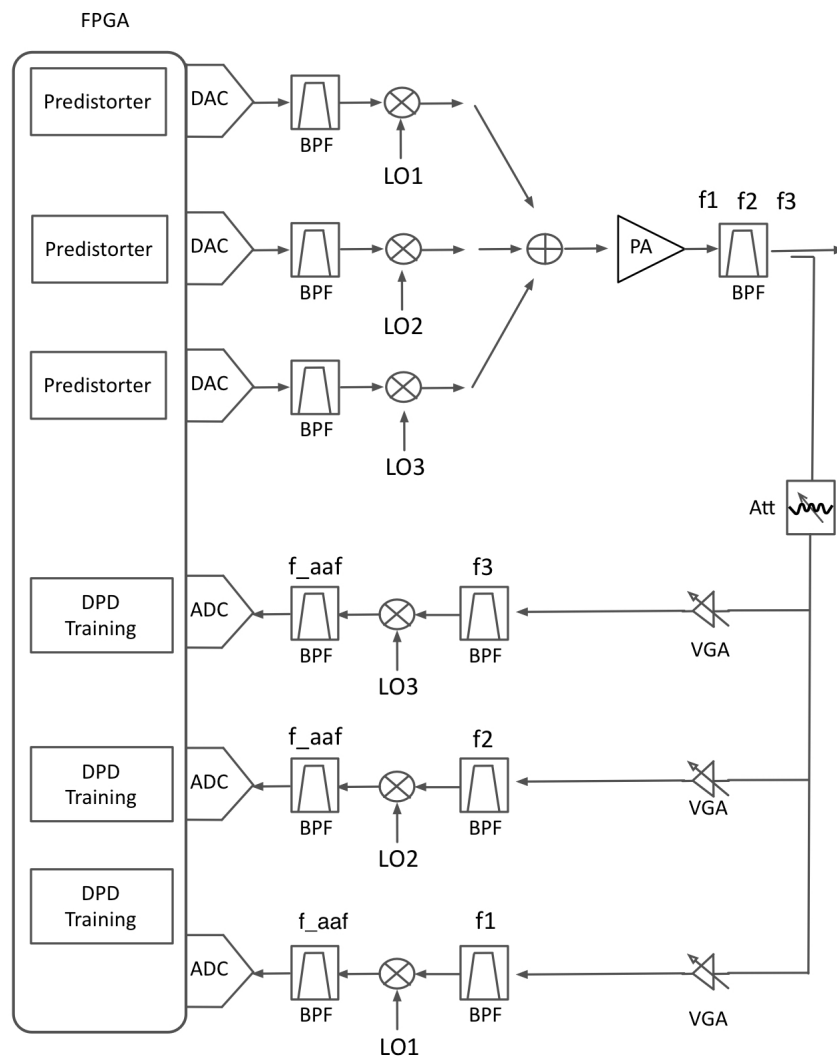 FPGA
Predistorter
DAC
BPF
LO1
Predistorter
DAC
BPF
LO2
PA
f1 f2 f3
BPF
Predistorter
DAC
BPF
LO3
Att
DPD
Training
ADC
f_aaf
BPF
LO3
f3
BPF
VGA
DPD
Training
ADC
f_aaf
BPF
LO2
f2
BPF
VGA
DPD
Training
ADC
f_aaf
BPF
LO1
f1
BPF
VGA